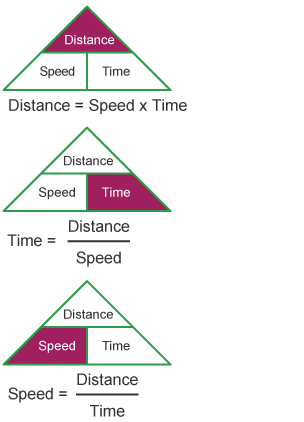 Distance
Speed Time
Distance = Speed x Time
Distance
Speed Time
Time = Distance
Speed
Distance
Speed Time
Speed = Distance
Time